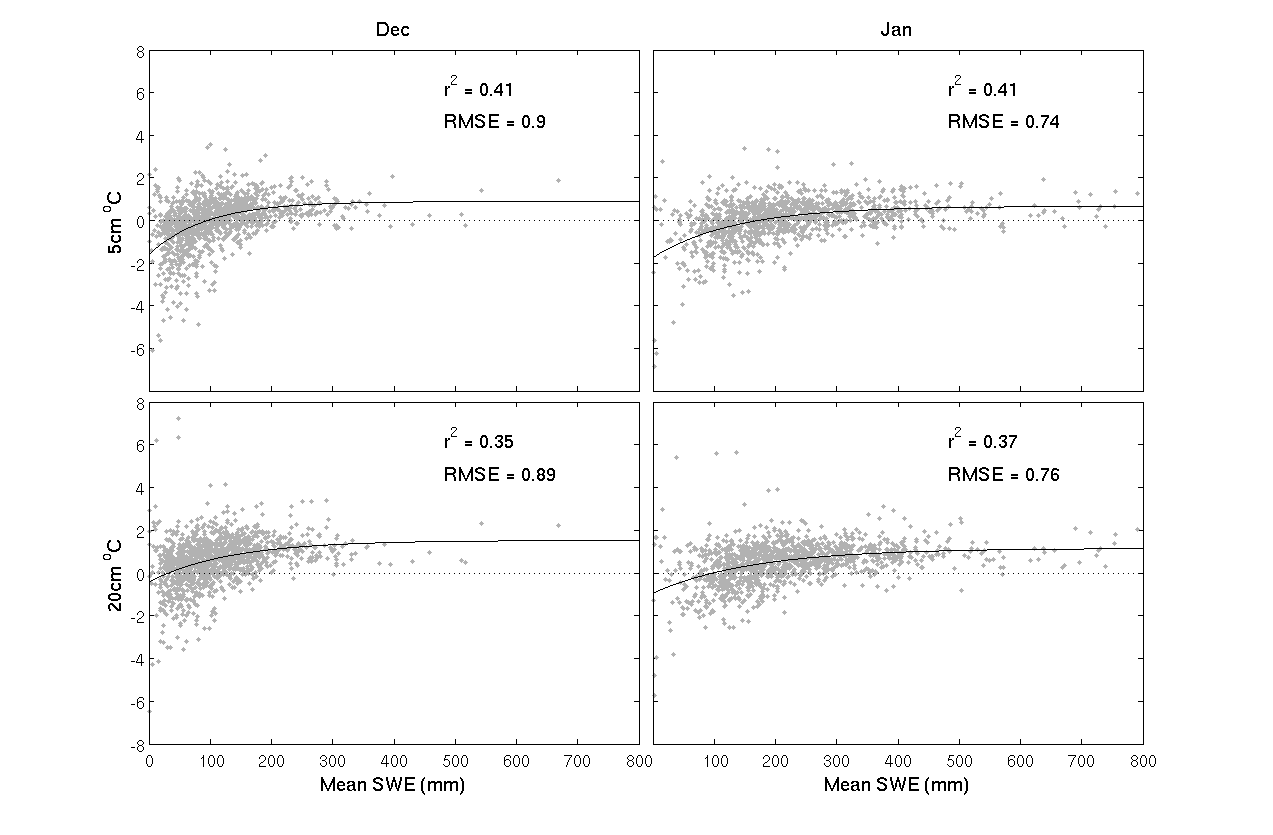 Dec
Jan
8
6
4
2
0
-2
-4
-6
5cm °C
r² = 0.41
RMSE = 0.9
r² = 0.41
RMSE = 0.74
8
6
4
2
0
-2
-4
-6
-8
20cm °C
r² = 0.35
RMSE = 0.89
r² = 0.37
RMSE = 0.76
0 100 200 300 400 500 600 700 800
100 200 300 400 500 600 700 800
Mean SWE (mm)
Mean SWE (mm)